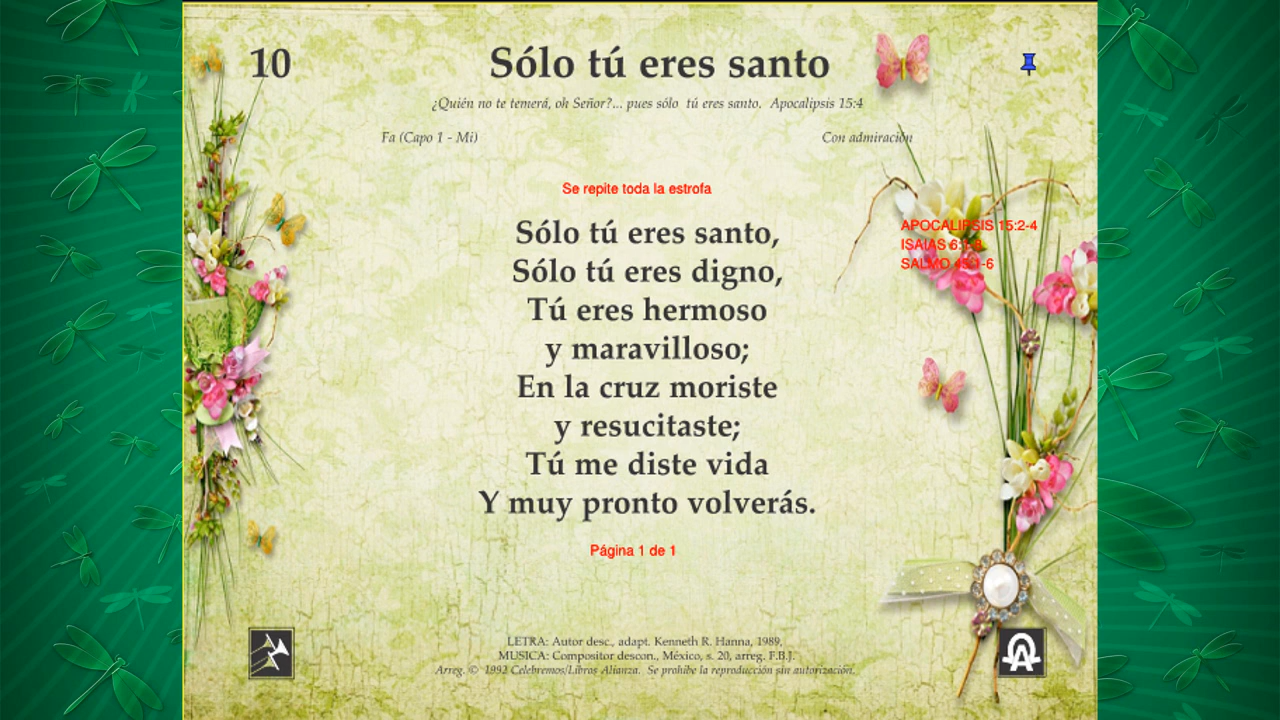 10
Sólo tú eres santo
¿Quién no te temerá, oh Señor?... pues sólo tú eres santo. Apocalipsis 15:4
Fa (Capo 1 - Mi)
Con admiración
Se repite toda la estrofa
APOCALIPSIS 15:2-4
ISAIAS
SALMO
Sólo tú eres santo,
Sólo tú eres digno,
Tú eres hermoso
y maravilloso;
En la cruz moriste
y resucitaste;
Tú me diste vida
Y muy pronto volverás.
Página 1 de 1
LETRA: Autor desc., adapt. Kenneth R. Hanna, 1989,
MUSICA: Compositor descon., México, s. 20, arreg. F.B.J.
Arreg. © 1992 Celebremos/Libros Alianza. Se prohibe la reproducción sin autorización.